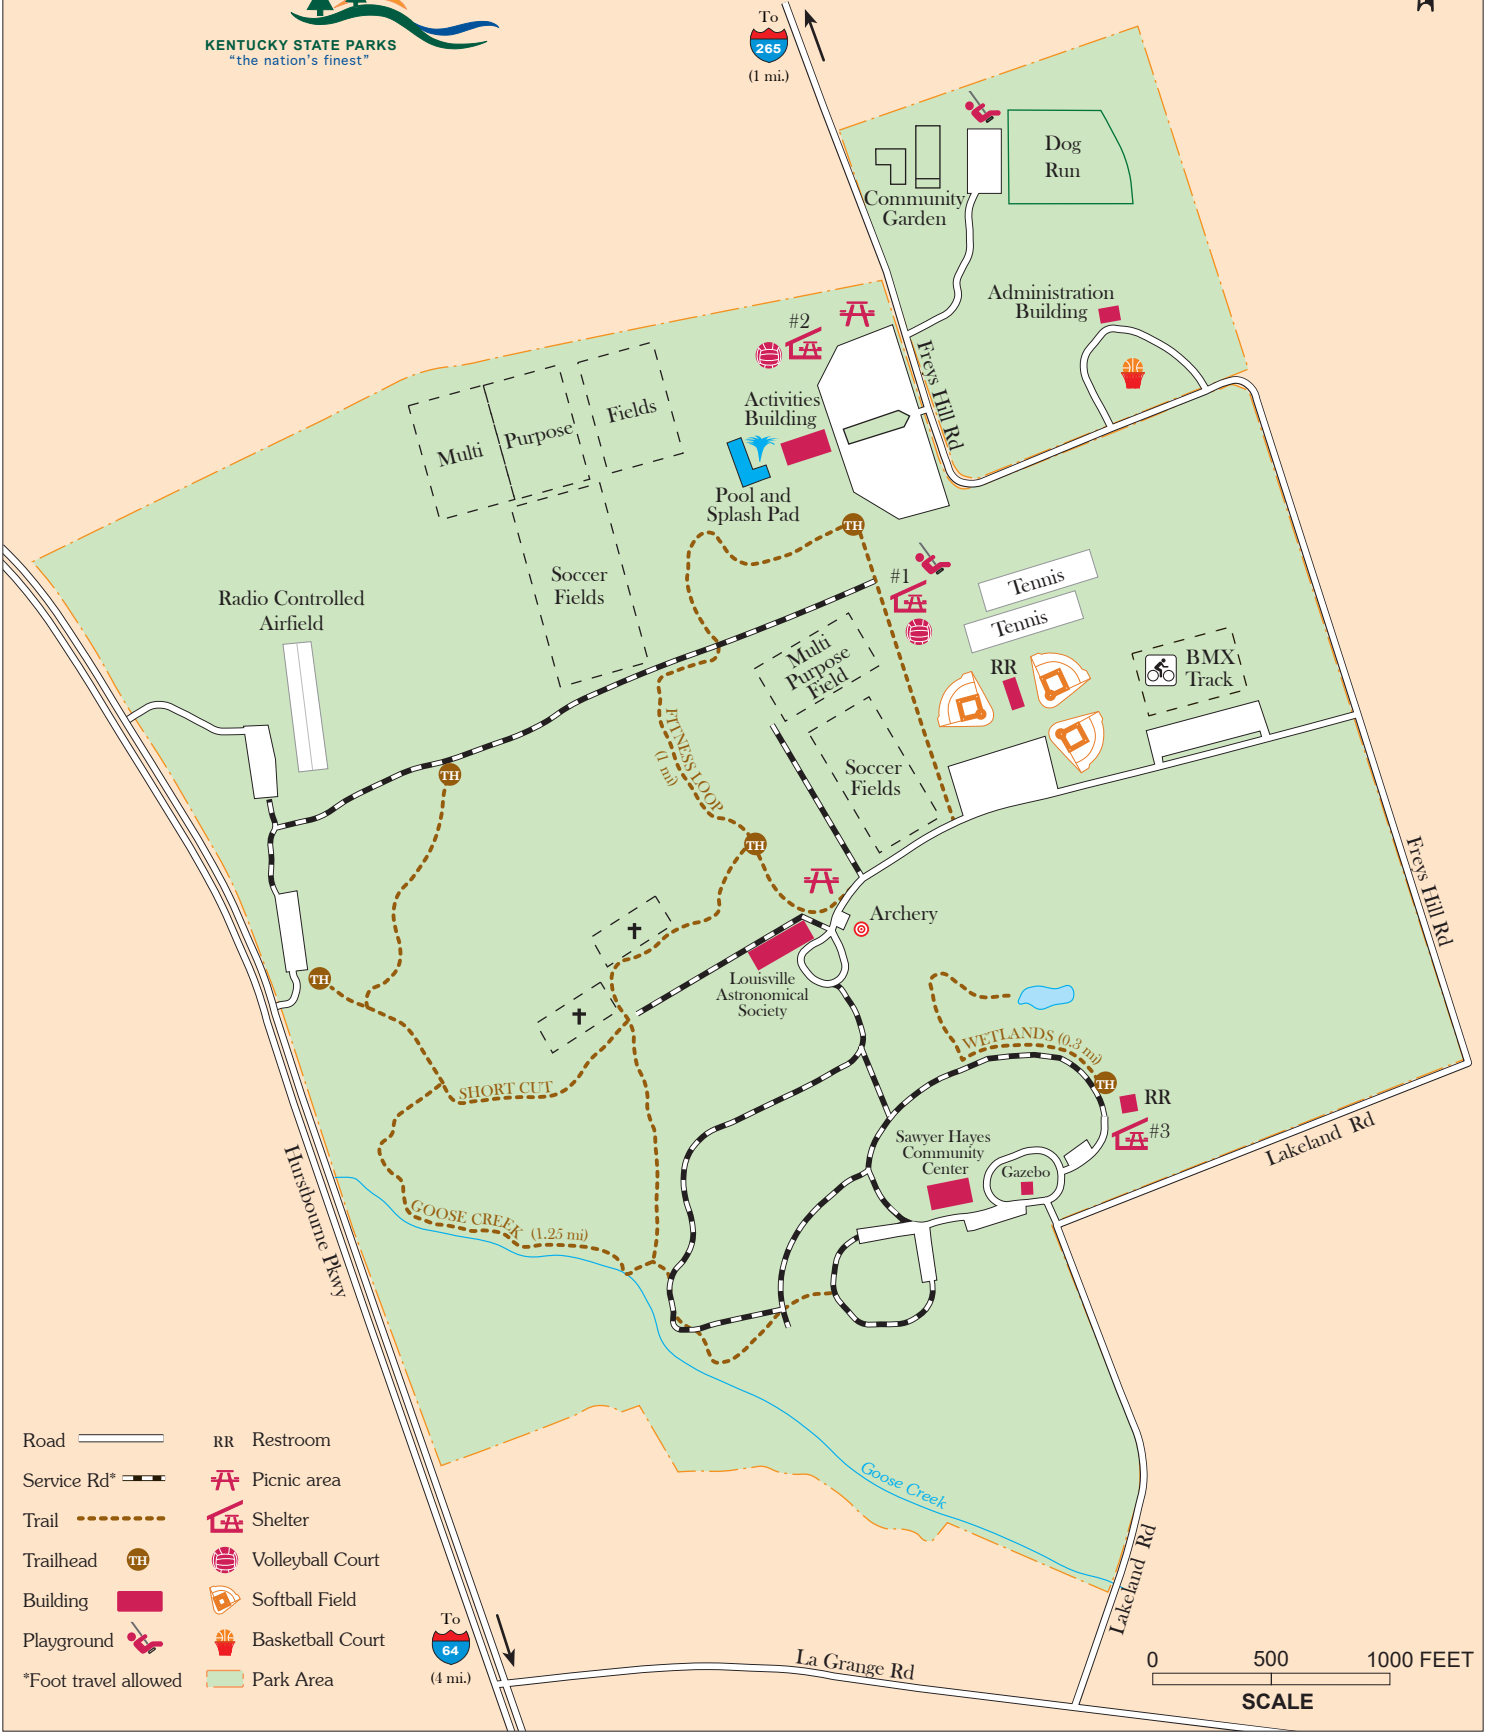 KENTUCKY STATE PARKS
“the nation’s finest”
To
265
(1 mi.)
Dog
Run
Community
Garden
Administration
Building
#2
Freys Hill Rd
Activities
Building
Multi
Purpose
Fields
Pool and
Splash Pad
TH
Soccer
Fields
#1
Tennis
Tennis
Radio Controlled
Airfield
Multi
Purpose
Field
RR
BMX
Track
FITNESS LOOP
(1 mi)
TH
Soccer
Fields
TH
Freys Hill Rd
Archery
TH
Louisville
Astronomical
Society
WETLANDS (0.3 mi)
TH
SHORT CUT
RR
#3
Lakeland Rd
Sawyer Hayes
Community
Center
Gazebo
Hurstbourne Pkwy
GOOSE CREEK (1.25 mi)
Goose Creek
Lakeland Rd
Road
Service Rd*
Trail
Trailhead
TH
Building
Playground
*Foot travel allowed
RR
Restroom
Picnic area
Shelter
Volleyball Court
Softball Field
Basketball Court
Park Area
To
64
(4 mi.)
La Grange Rd
0 500 1000 FEET
SCALE